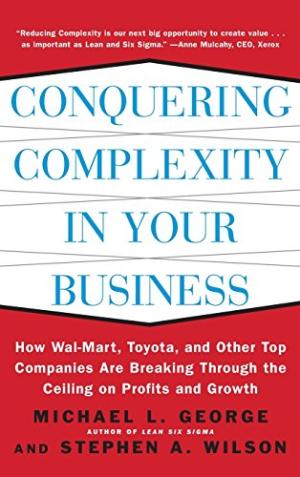 "Reducing Complexity is our next big opportunity to create value . . .
as important as Lean and Six Sigma." —Anne Mulcahy, CEO, Xerox
CONQUERING
COMPLEXITY
IN YOUR
BUSINESS
How Wal-Mart, Toyota, and Other Top
Companies Are Breaking Through the
Ceiling on Profits and Growth
MICHAEL L. GEORGE
AUTHOR OF LEAN SIX SIGMA
AND STEPHEN A. WILSON